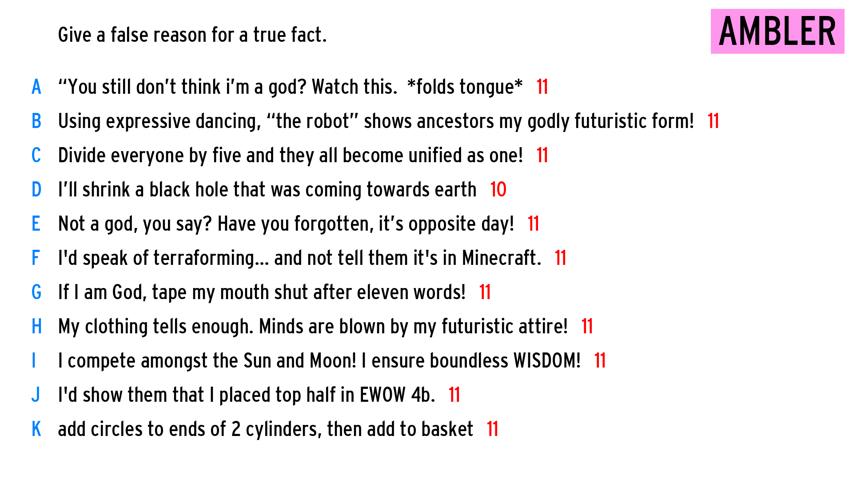 Give a false reason for a true fact.
AMBLER
A “You still don’t think i’m a god? Watch this. *folds tongue* 11
B Using expressive dancing, “the robot” shows ancestors my godly futuristic form! 11
C Divide everyone by five and they all become unified as one! 11
D I’ll shrink a black hole that was coming towards earth 10
E Not a god, you say? Have you forgotten, it’s opposite day! 11
F I'd speak of terraforming... and not tell them it's in Minecraft. 11
G If I am God, tape my mouth shut after eleven words! 11
H My clothing tells enough. Minds are blown by my futuristic attire! 11
I I compete amongst the Sun and Moon! I ensure boundless WISDOM! 11
J I'd show them that I placed top half in EWOW 4b. 11
K add circles to ends of 2 cylinders, then add to basket 11